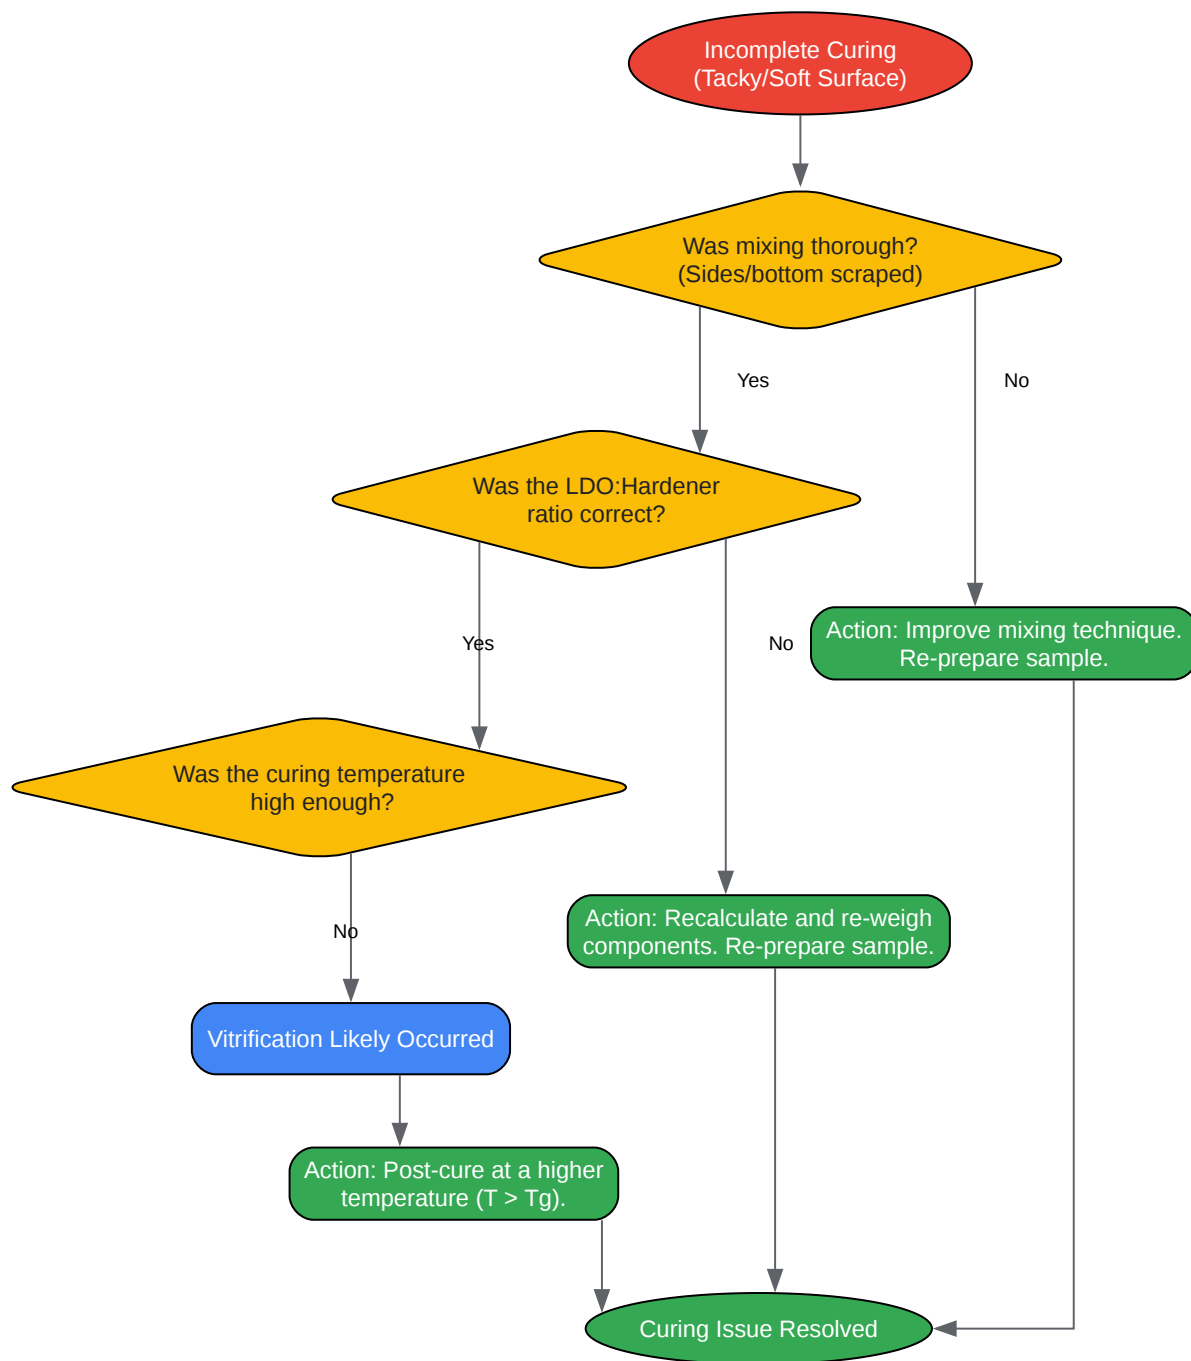 Incomplete Curing
(Tacky/Soft Surface)
Was mixing thorough?
(Sides/bottom scraped)
Yes
No
Was the LDO:Hardener
ratio correct?
Yes
No
Action: Improve mixing technique.
Re-prepare sample.
Was the curing temperature
high enough?
No
Action: Recalculate and re-weigh
components. Re-prepare sample.
Vitrification Likely Occurred
Action: Post-cure at a higher
temperature (T > Tg).
Curing Issue Resolved